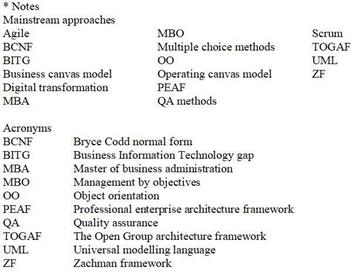 * Notes
Mainstream approaches
Agile MBO Scrum
BCNF Multiple choice methods TOGAF
BITG OO UML
Business canvas model Operating canvas model ZF
Digital transformation PEAF
MBA QA methods
Acronyms
BCNF Bryce Codd normal form
BITG Business Information Technology gap
MBA Master of business administration
MBO Management by objectives
OO Object orientation
PEAF Professional enterprise architecture framework
QA Quality assurance
TOGAF The Open Group architecture framework
UML Universal modelling language
ZF Zachman framework